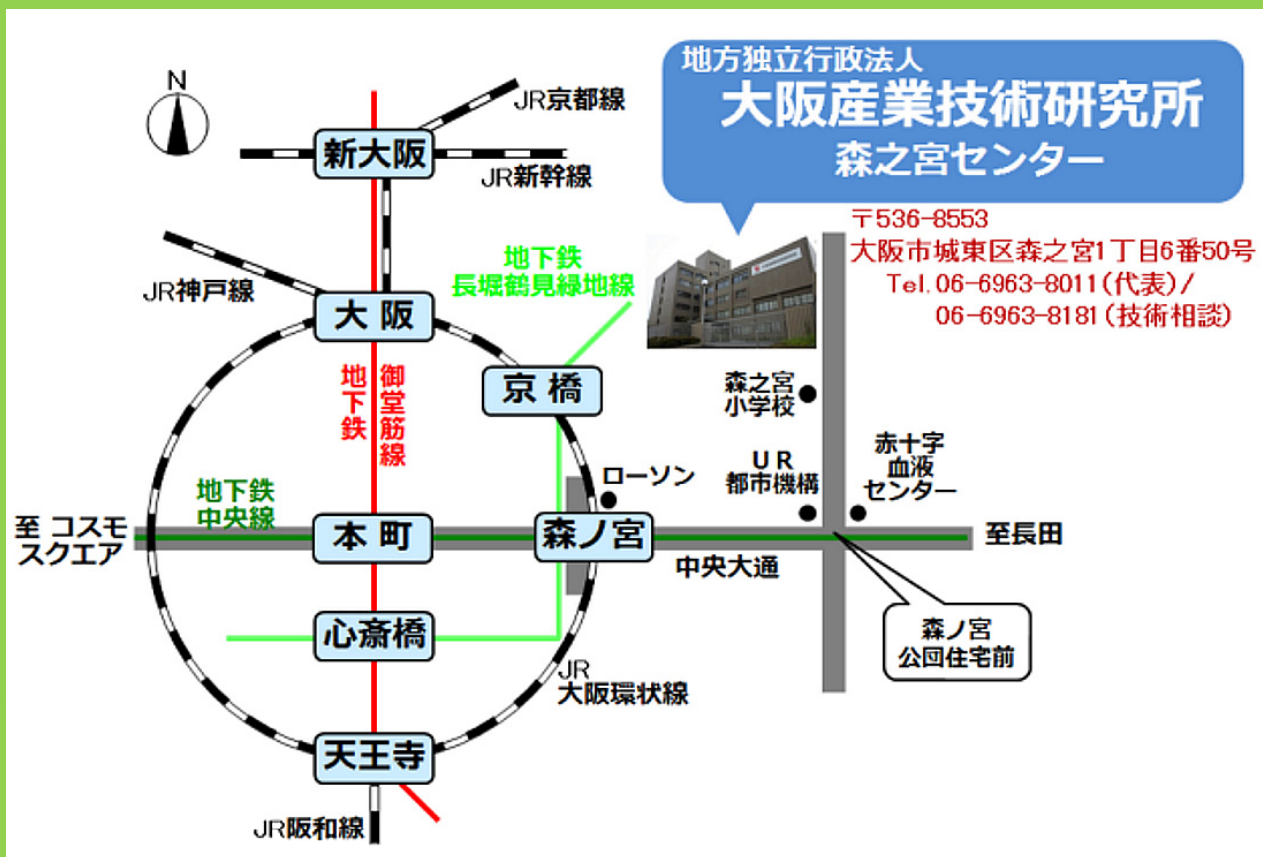 地方独立行政法人
大阪産業技術研究所
森之宮センター
〒536-8553
大阪市城東区森之宮1丁目6番50号
Tel.06-6963-8011(代表)/
06-6963-8181(技術相談)
N
JR京都線
新大阪
JR新幹線
JR神戸線
地下鉄
長堀鶴見緑地線
大阪
京橋
地下鉄
御堂筋線
森之宮
小学校
UR
都市機構
赤十字
血液
センター
ローソン
地下鉄
中央線
至 コスモ
スクエア
本町
森ノ宮
中央大通
至長田
心斎橋
森ノ宮
公団住宅前
JR
大阪環状線
天王寺
JR阪和線